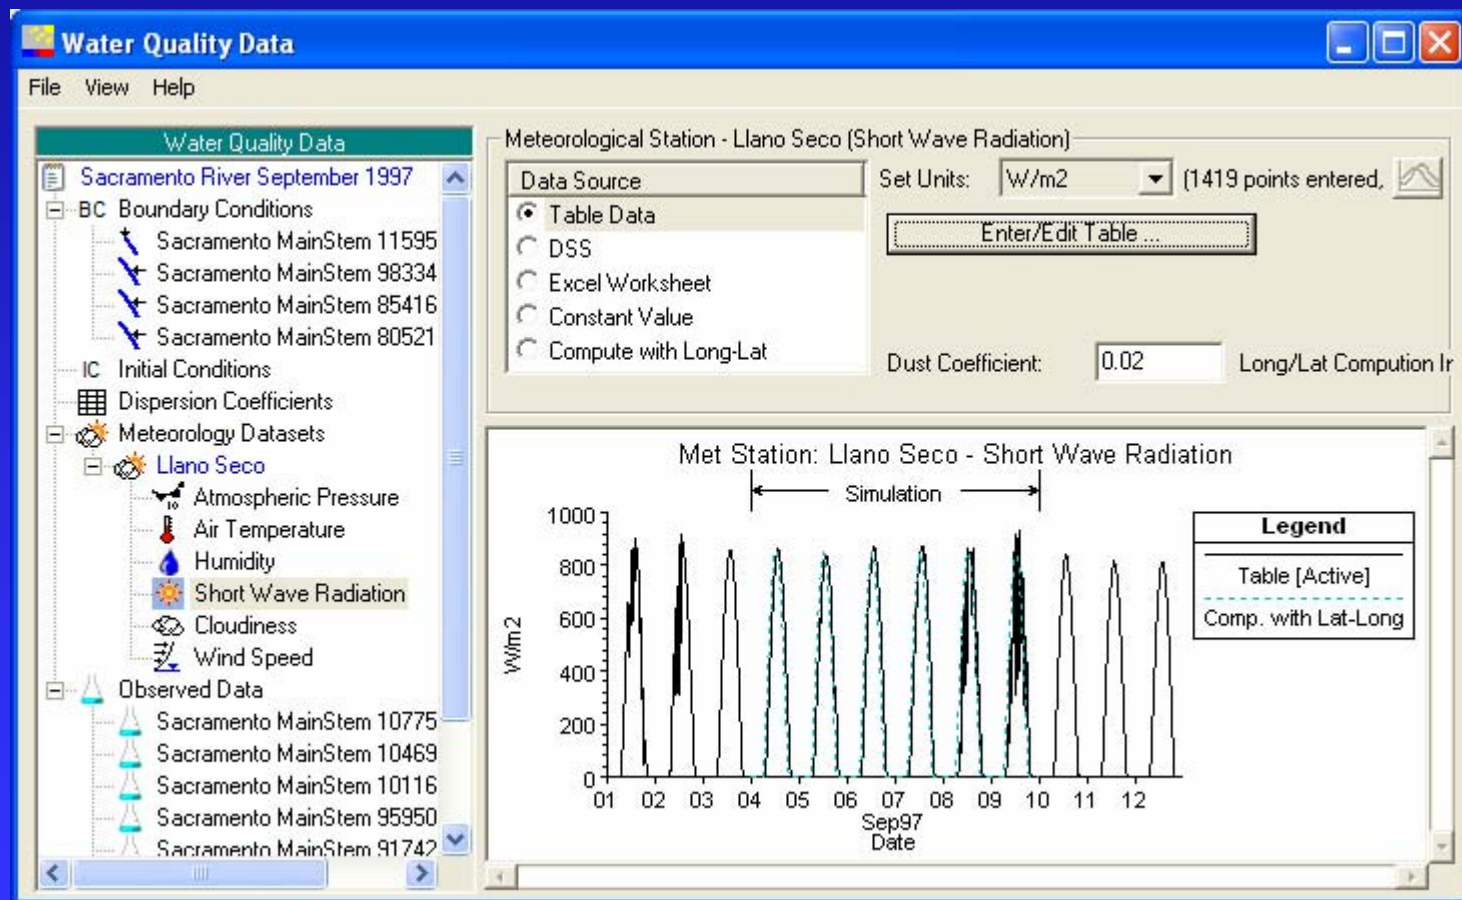 Water Quality Data
File View Help
Water Quality Data
Sacramento River September 1997
BC Boundary Conditions
Sacramento MainStem 11595
Sacramento MainStem 98334
Sacramento MainStem 85416
Sacramento MainStem 80521
IC Initial Conditions
Dispersion Coefficients
Meteorology Datasets
Llano Seco
Atmospheric Pressure
Air Temperature
Humidity
Short Wave Radiation
Cloudiness
Wind Speed
Observed Data
Sacramento MainStem 10775
Sacramento MainStem 10469
Sacramento MainStem 10116
Sacramento MainStem 95950
Sacramento MainStem 91742
Meteorological Station - Llano Seco (Short Wave Radiation)
Data Source
Table Data
DSS
Excel Worksheet
Constant Value
Compute with Long-Lat
Set Units: W/m2 (1419 points entered,
Enter/Edit Table ...
Dust Coefficient: 0.02 Long/Lat Compution Ir
Met Station: Llano Seco - Short Wave Radiation
Simulation
1000
800
600
400
200
0
W/m2
01 02 03 04 05 06 07 08 09 10 11 12
Sep97
Date
Legend
Table [Active]
Comp. with Lat-Long